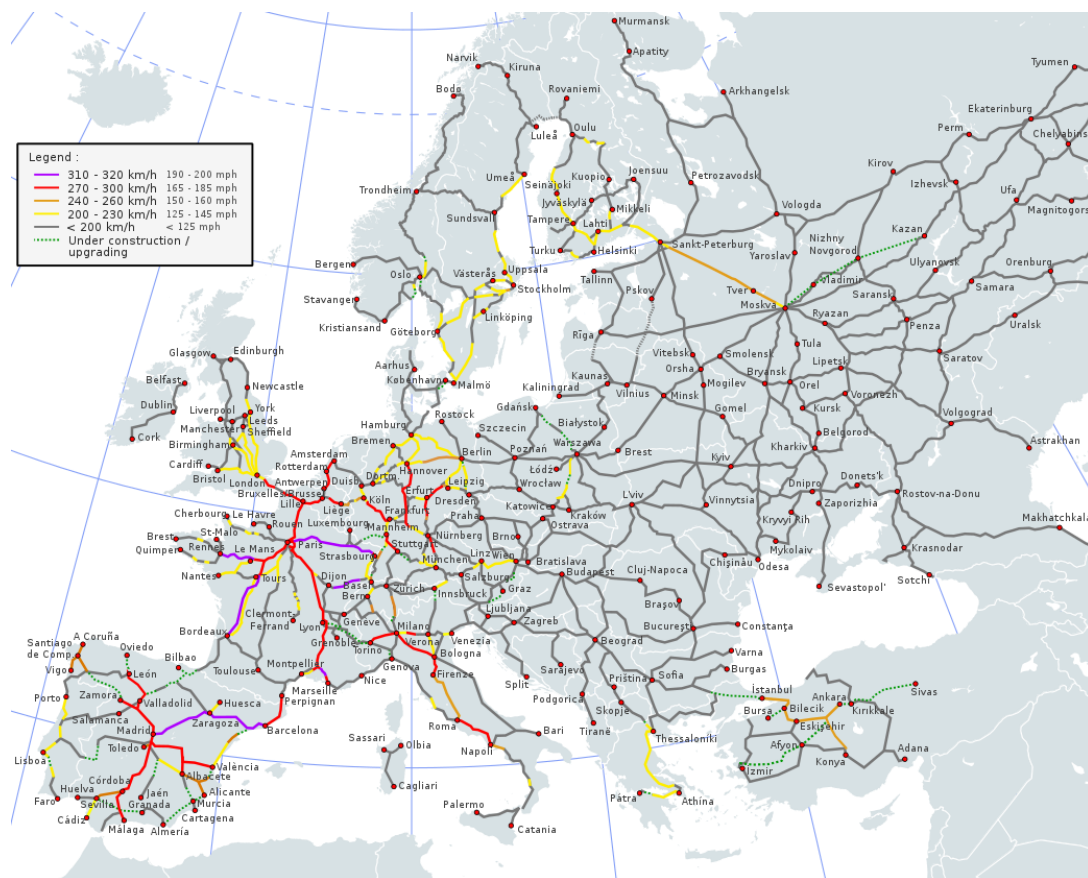 Murmansk
Apatity
Narvik
Kiruna
Bodø
Rovaniemi
Arkhangelsk
Tyumen
Ekaterinburg
Perm
Chelyabinsk
Luleå
Oulu
Legend :
310 - 320 km/h 190 - 200 mph
270 - 300 km/h 165 - 185 mph
240 - 260 km/h 150 - 160 mph
200 - 230 km/h 125 - 145 mph
< 200 km/h < 125 mph
Under construction /
upgrading
Umeå
Kuopio
Joensuu
Seinäjoki
Jyväskylä
Mikkeli
Petrozavodsk
Kirov
Izhevsk
Ufa
Magnitogorsk
Trondheim
Sundsvall
Tampere
Lahti
Vologda
Turku
Helsinki
Sankt-Peterburg
Nizhny
Novgorod
Kazan
Yaroslav
Bergen
Oslo
Västerås
Uppsala
Stockholm
Tallinn
Ulyanovsk
Orenburg
Stavanger
Pskov
Tver
Vladimir
Samara
Moskva
Saransk
Kristiansand
Göteborg
Linköping
Ryazan
Penza
Uralsk
Rīga
Tula
Glasgow
Edinburgh
Vitebsk
Smolensk
Lipetsk
Saratov
Aarhus
Orsha
Bryansk
Belfast
Newcastle
København
Malmö
Kaliningrad
Kaunas
Vilnius
Minsk
Mogilev
Orel
Voronezh
Dublin
Liverpool
York
Leeds
Manchester
Sheffield
Rostock
Gdańsk
Gomel
Kursk
Volgograd
Cork
Birmingham
Hamburg
Bremen
Szczecin
Białystok
Belgorod
Warszawa
Astrakhan
Amsterdam
Rotterdam
Hannover
Berlin
Poznań
Brest
Kharkiv
Cardiff
Bristol
London
Antwerpen
Duisb.
Dortm.
Łódź
Kyiv
Bruxelles/Brussel
Lille
Köln
Erfurt
Leipzig
Wrocław
Dnipro
Donets'k
Cherbourg
Le Havre
Liège
Frankfurt
Dresden
Katowice
L'viv
Vinnytsia
Zaporizhia
Rostov-na-Donu
Rouen
Luxembourg
Mannheim
Praha
Kraków
Ostrava
Kryvyi Rih
Makhatchkala
Brest
St-Malo
Rennes
Paris
Nürnberg
Brno
Quimper
Le Mans
Strasbourg
Stuttgart
Mykolaiv
Krasnodar
München
Linz
Wien
Bratislava
Chişinău
Odesa
Nantes
Tours
Dijon
Basel
Bern
Zürich
Salzburg
Budapest
Cluj-Napoca
Sevastopol'
Sotchi
Innsbruck
Graz
Clermont
Ferrand
Genève
Ljubljana
Braşov
Bordeaux
Lyon
Milano
Zagreb
Bucureşti
Constanţa
A Coruña
Grenoble
Torino
Verona
Venezia
Beograd
Santiago
de Comp.
Oviedo
Bilbao
Bologna
Varna
León
Toulouse
Montpellier
Genova
Sarajevo
Sofia
Burgas
Vigo
Marseille
Nice
Firenze
Split
Priština
Perpignan
Porto
Zamora
Valladolid
Huesca
Podgorica
Skopje
İstanbul
Ankara
Sivas
Salamanca
Zaragoza
Roma
Bursa
Bilecik
Kırıkkale
Madrid
Barcelona
Bari
Tiranë
Eskişehir
Toledo
Sassari
Olbia
Napoli
Thessaloniki
Afyon
Adana
Lisboa
València
Konya
Albacete
Cagliari
İzmir
Córdoba
Alicante
Huelva
Jaén
Sevilla
Granada
Murcia
Pátra
Athína
Faro
Cartagena
Palermo
Cádiz
Màlaga
Almería
Catania